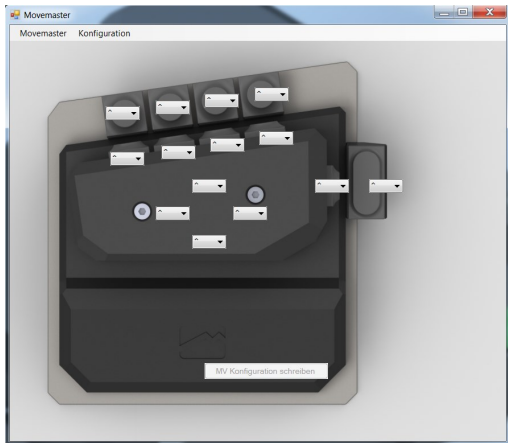 Movemaster
Movemaster Konfiguration
^ ^ ^ ^
^ ^ ^ ^
^ ^ ^
^ ^
^
MV Konfiguration schreiben